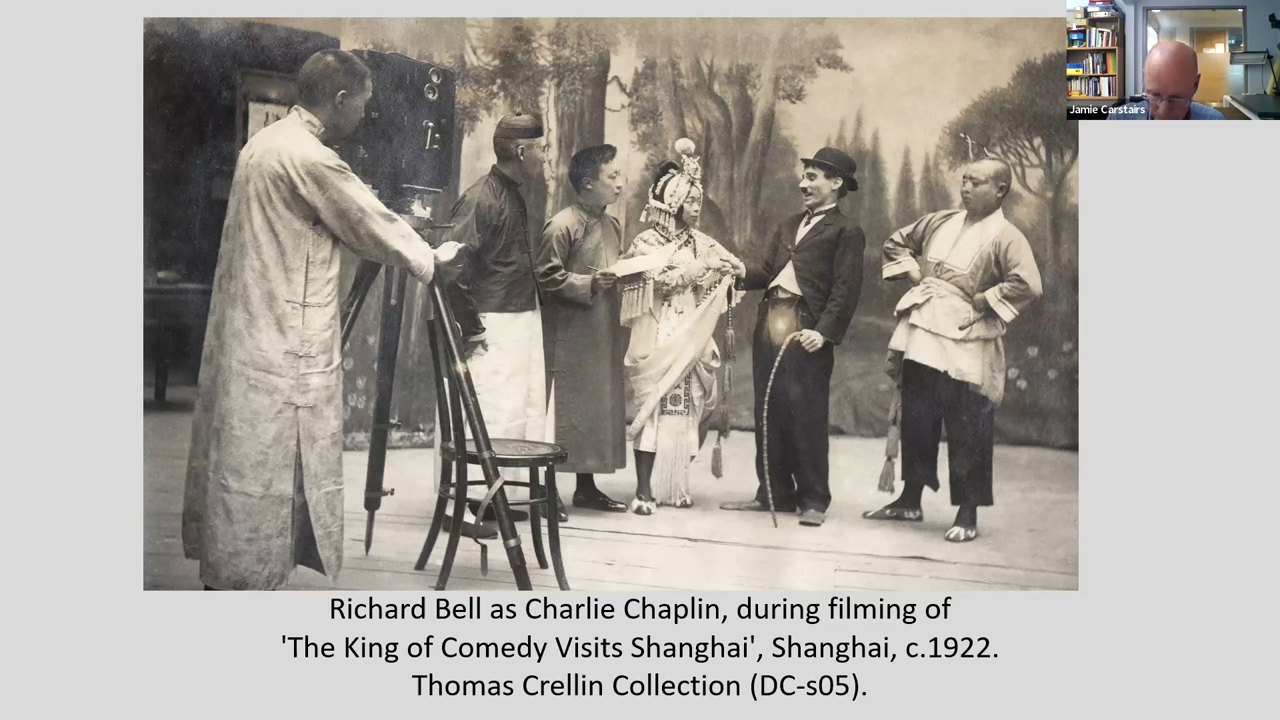 Jamie Carstairs
Richard Bell as Charlie Chaplin, during filming of
'The King of Comedy Visits Shanghai', Shanghai, c.1922.
Thomas Crellin Collection (DC-s05).